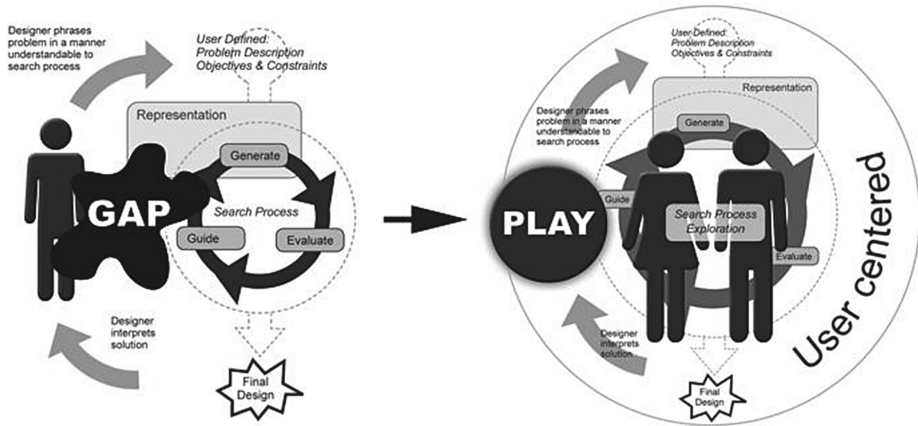 Designer phrases
problem in a manner
understandable to
search process
User Defined:
Problem Description
Objectives & Constraints
Representation
Generate
GAP
Search Process
Guide
Evaluate
Designer
interprets
solution
Final
Design
User Defined:
Problem Description
Objectives & Constraints
Representation
Designer phrases
problem in a manner
understandable to
search process
Generate
Guide
PLAY
Search Process
Exploration
Evaluate
User centered
Designer
interprets
solution
Final
Design